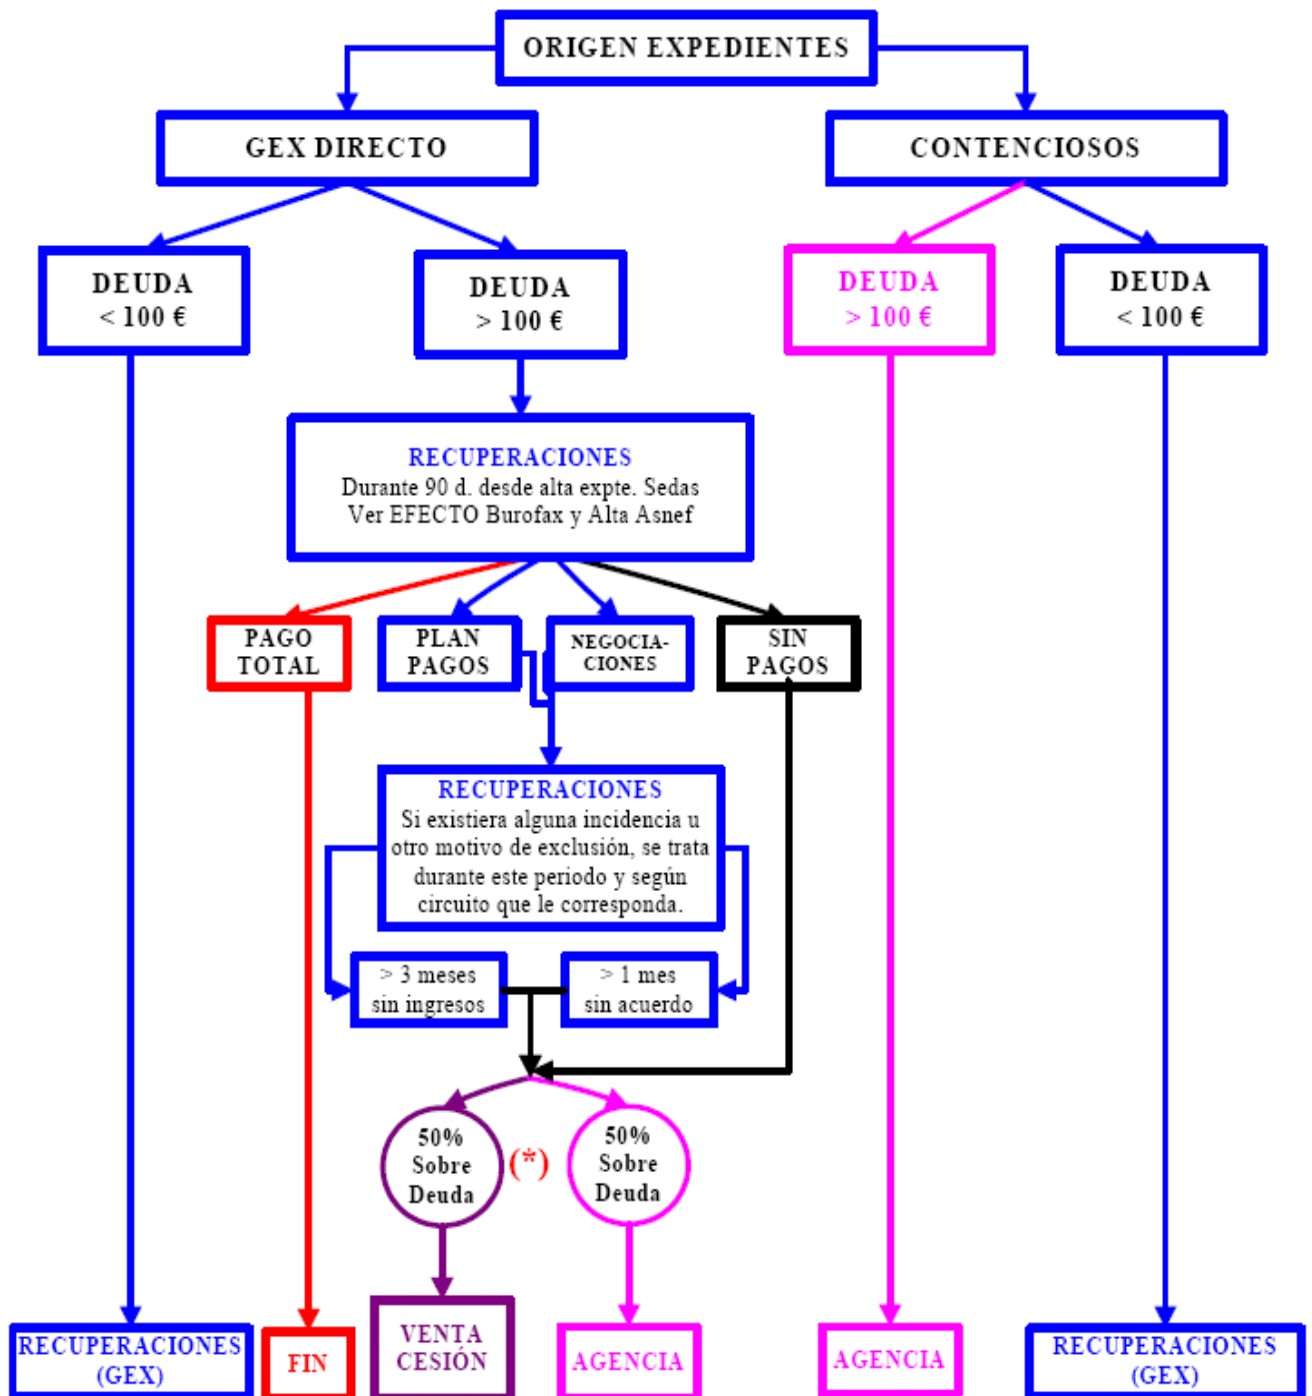 ORIGEN EXPEDIENTES
GEX DIRECTO
CONTENCIOSOS
DEUDA
< 100 €
DEUDA
> 100 €
DEUDA
> 100 €
DEUDA
< 100 €
RECUPERACIONES
Durante 90 d. desde alta expte. Sedas
Ver EFECTO Burofax y Alta Asnef
PAGO
TOTAL
PLAN
PAGOS
NEGOCIA-
CIONES
SIN
PAGOS
RECUPERACIONES
Si existiera alguna incidencia u
otro motivo de exclusión, se trata
durante este periodo y según
circuito que le corresponda.
> 3 meses
sin ingresos
> 1 mes
sin acuerdo
50%
Sobre
Deuda
(*)
50%
Sobre
Deuda
RECUPERACIONES
(GEX)
FIN
VENTA
CESIÓN
AGENCIA
AGENCIA
RECUPERACIONES
(GEX)